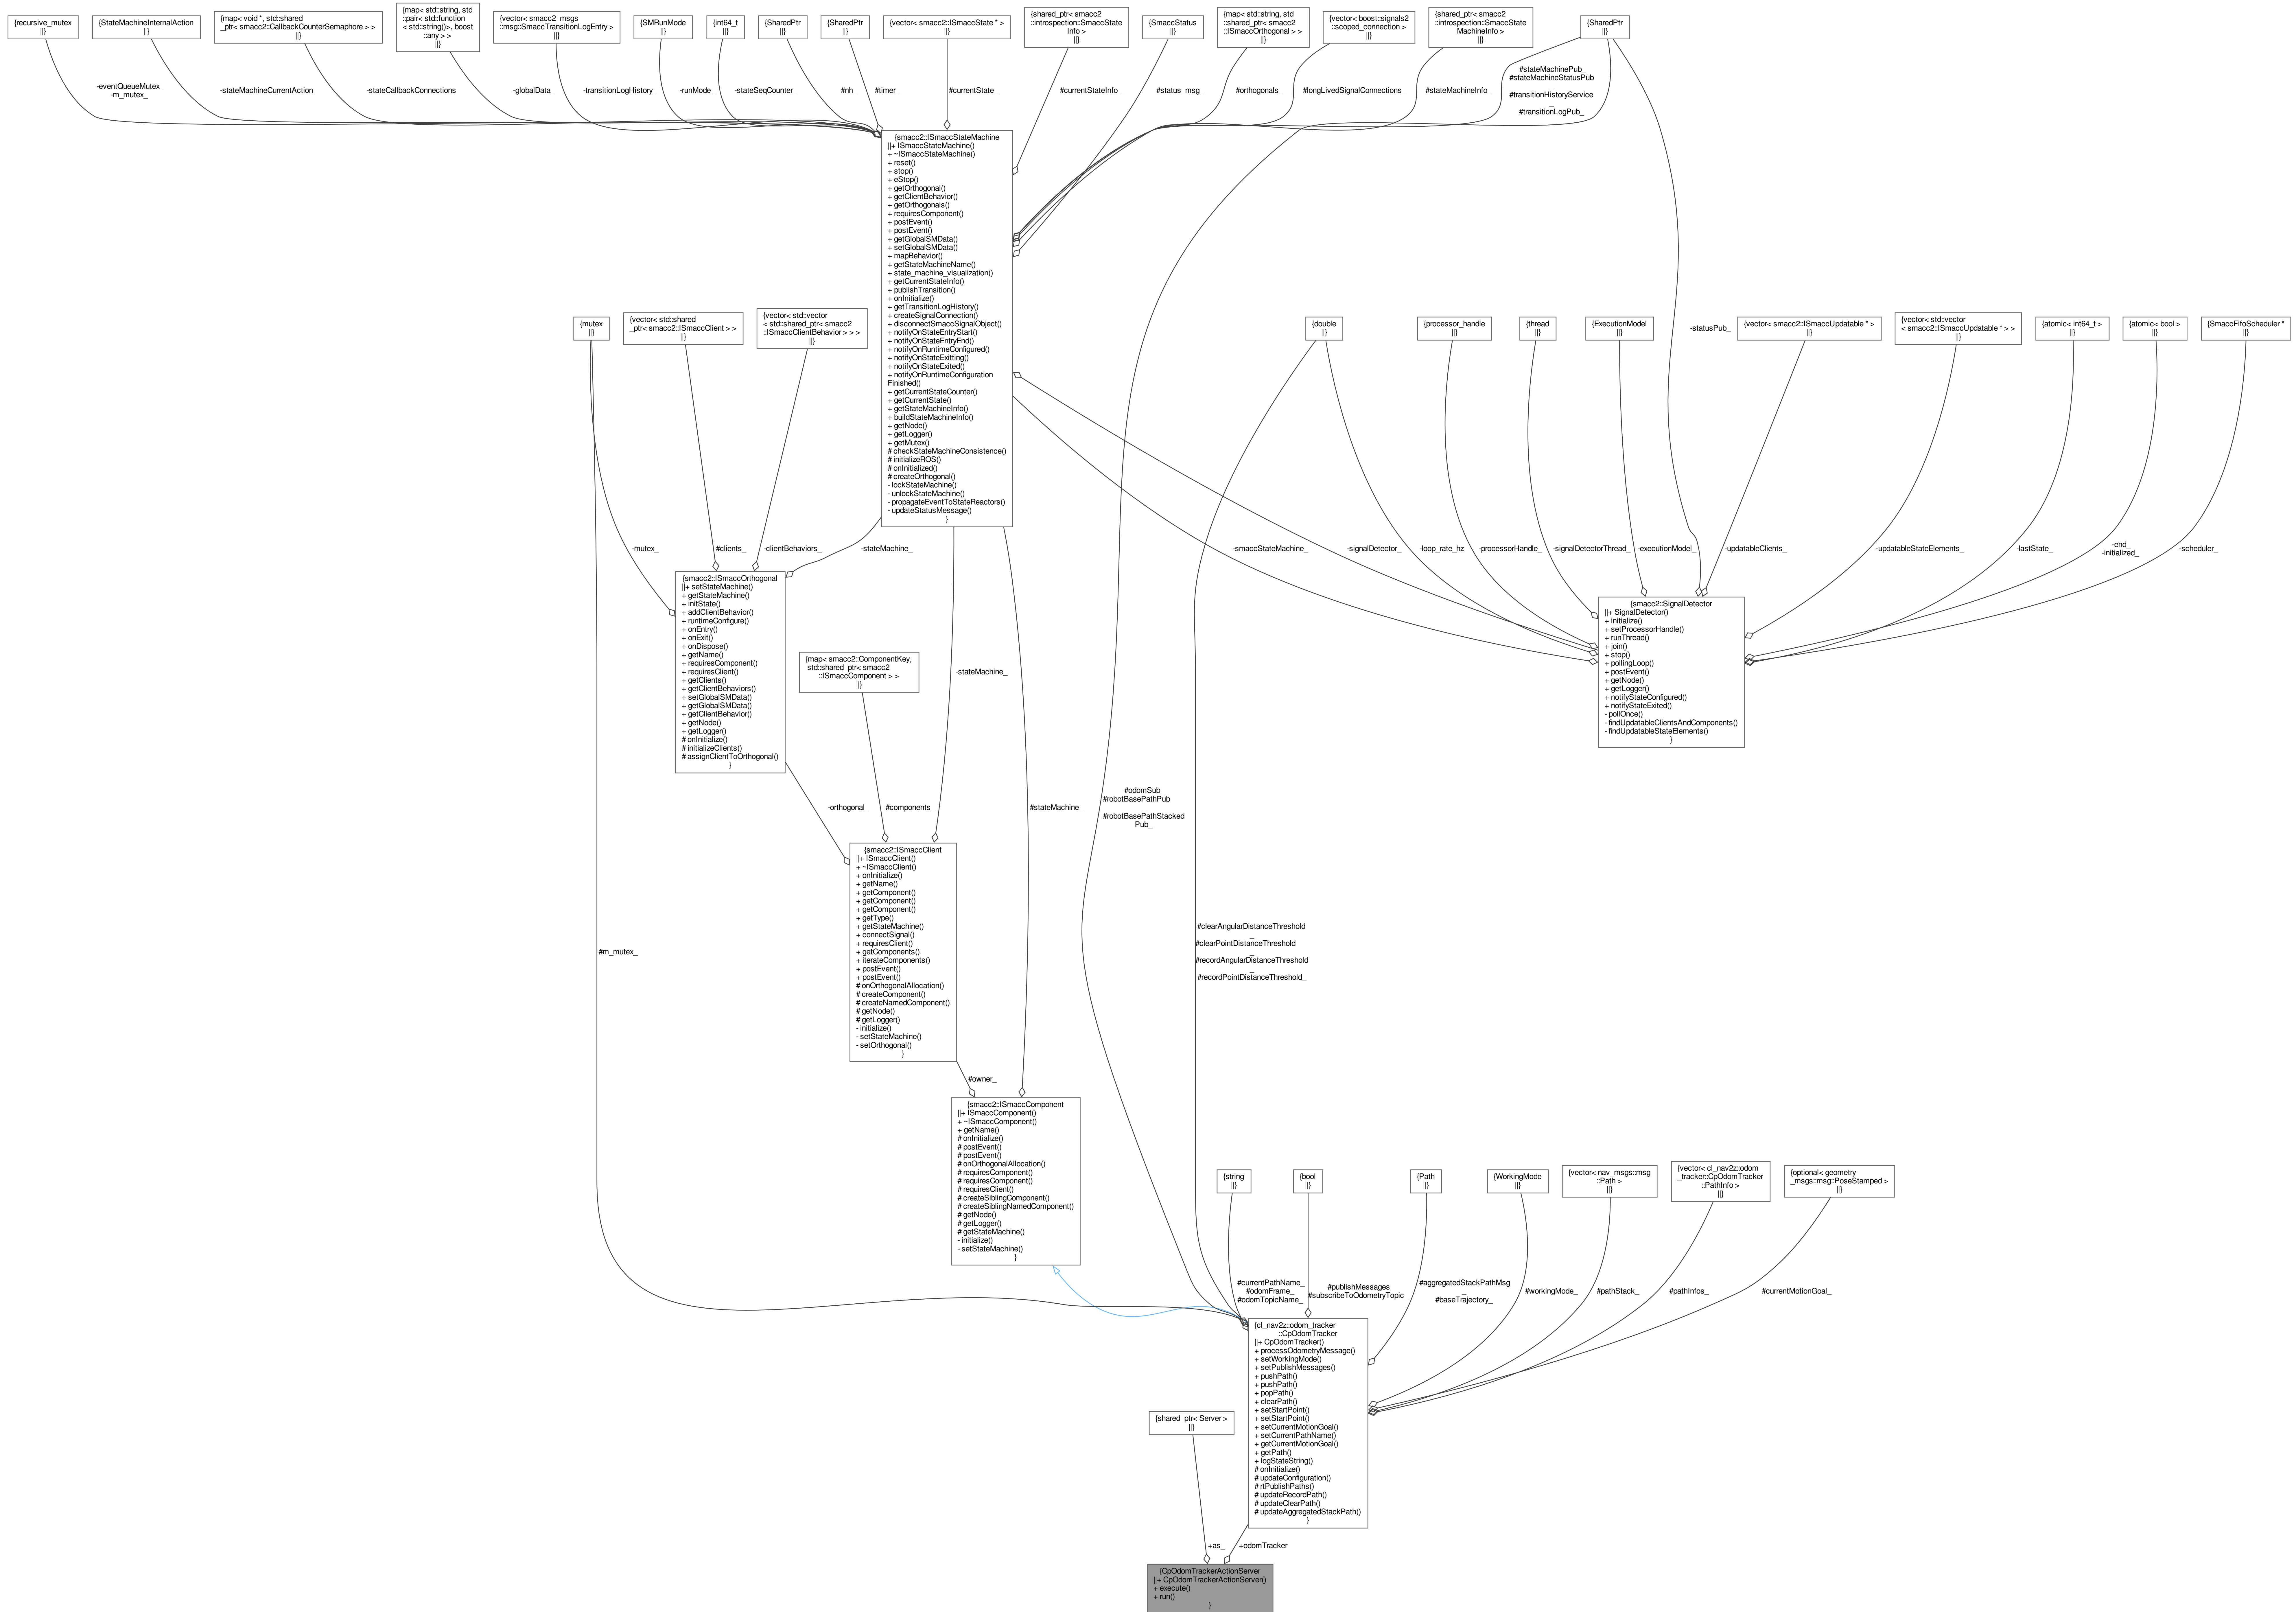 {recursive_mutex
||}
{StateMachineInternalAction
||}
{map< void *, std::shared
_ptr< smacc2::CallbackCounterSemaphore > >
||}
{map< std::string, std
::pair< std::function
< std::string()>, boost
::any > >
||}
{vector< smacc2_msgs
::msg::SmaccTransitionLogEntry >
||}
{SMRunMode
||}
{int64_t
||}
{SharedPtr
||}
{SharedPtr
||}
{vector< smacc2::ISmaccState * >
||}
{shared_ptr< smacc2
::introspection::SmaccState
Info >
||}
{SmaccStatus
||}
{map< std::string, std
::shared_ptr< smacc2
::ISmaccOrthogonal > >
||}
{vector< boost::signals2
::scoped_connection >
||}
{shared_ptr< smacc2
::introspection::SmaccState
MachineInfo >
||}
{SharedPtr
||}
-eventQueueMutex_
-m_mutex_
-stateMachineCurrentAction
-stateCallbackConnections
-globalData_
-transitionLogHistory_
-runMode_
-stateSeqCounter_
#nh_
#timer_
#currentState_
#currentStateInfo_
#status_msg_
#orthogonals_
#longLivedSignalConnections_
#stateMachineInfo_
#stateMachinePub_
#stateMachineStatusPub
_
#transitionHistoryService
_
#transitionLogPub_
{smacc2::ISmaccStateMachine
||+ ISmaccStateMachine()
+ ~ISmaccStateMachine()
+ reset()
+ stop()
+ eStop()
+ getOrthogonal()
+ getClientBehavior()
+ getOrthogonals()
+ requiresComponent()
+ postEvent()
+ postEvent()
+ getGlobalSMData()
+ setGlobalSMData()
+ mapBehavior()
+ getStateMachineName()
+ state_machine_visualization()
+ getCurrentStateInfo()
+ publishTransition()
+ onInitialize()
+ getTransitionLogHistory()
+ createSignalConnection()
+ disconnectSmaccSignalObject()
+ notifyOnStateEntryStart()
+ notifyOnStateEntryEnd()
+ notifyOnRuntimeConfigured()
+ notifyOnStateExitting()
+ notifyOnStateExited()
+ notifyOnRuntimeConfiguration
Finished()
+ getCurrentStateCounter()
+ getCurrentState()
+ getStateMachineInfo()
+ buildStateMachineInfo()
+ getNode()
+ getLogger()
+ getMutex()
# checkStateMachineConsistence()
# initializeROS()
# onInitialized()
# createOrthogonal()
- lockStateMachine()
- unlockStateMachine()
- propagateEventToStateReactors()
- updateStatusMessage()
}
{mutex
||}
{vector< std::shared
_ptr< smacc2::ISmaccClient > >
||}
{vector< std::vector
< std::shared_ptr< smacc2
::ISmaccClientBehavior > > >
||}
{double
||}
{processor_handle
||}
{thread
||}
{ExecutionModel
||}
-statusPub_
{vector< smacc2::ISmaccUpdatable * >
||}
{vector< std::vector
< smacc2::ISmaccUpdatable * > >
||}
{atomic< int64_t >
||}
{atomic< bool >
||}
{SmaccFifoScheduler *
||}
-mutex_
#clients_
-clientBehaviors_
-stateMachine_
-smaccStateMachine_
-signalDetector_
-loop_rate_hz
-processorHandle_
-signalDetectorThread_
-executionModel_
-updatableClients_
-updatableStateElements_
-lastState_
-end_
-initialized_
-scheduler_
{smacc2::ISmaccOrthogonal
||+ setStateMachine()
+ getStateMachine()
+ initState()
+ addClientBehavior()
+ runtimeConfigure()
+ onEntry()
+ onExit()
+ onDispose()
+ getName()
+ requiresComponent()
+ requiresClient()
+ getClients()
+ getClientBehaviors()
+ setGlobalSMData()
+ getGlobalSMData()
+ getClientBehavior()
+ getNode()
+ getLogger()
# onInitialize()
# initializeClients()
# assignClientToOrthogonal()
}
{smacc2::SignalDetector
||+ SignalDetector()
+ initialize()
+ setProcessorHandle()
+ runThread()
+ join()
+ stop()
+ pollingLoop()
+ postEvent()
+ getNode()
+ getLogger()
+ notifyStateConfigured()
+ notifyStateExited()
- pollOnce()
- findUpdatableClientsAndComponents()
- findUpdatableStateElements()
}
{map< smacc2::ComponentKey,
std::shared_ptr< smacc2
::ISmaccComponent > >
||}
-stateMachine_
-orthogonal_
#components_
#stateMachine_
#odomSub_
#robotBasePathPub
_
#robotBasePathStacked
Pub_
{smacc2::ISmaccClient
||+ ISmaccClient()
+ ~ISmaccClient()
+ onInitialize()
+ getName()
+ getComponent()
+ getComponent()
+ getComponent()
+ getType()
+ getStateMachine()
+ connectSignal()
+ requiresClient()
+ getComponents()
+ iterateComponents()
+ postEvent()
+ postEvent()
# onOrthogonalAllocation()
# createComponent()
# createNamedComponent()
# getNode()
# getLogger()
- initialize()
- setStateMachine()
- setOrthogonal()
}
#m_mutex_
#clearAngularDistanceThreshold
_
#clearPointDistanceThreshold
_
#recordAngularDistanceThreshold
_
#recordPointDistanceThreshold_
#owner_
{smacc2::ISmaccComponent
||+ ISmaccComponent()
+ ~ISmaccComponent()
+ getName()
# onInitialize()
# postEvent()
# postEvent()
# onOrthogonalAllocation()
# requiresComponent()
# requiresComponent()
# requiresClient()
# createSiblingComponent()
# createSiblingNamedComponent()
# getNode()
# getLogger()
# getStateMachine()
- initialize()
- setStateMachine()
}
{string
||}
{bool
||}
{Path
||}
{WorkingMode
||}
{vector< nav_msgs::msg
::Path >
||}
{vector< cl_nav2z::odom
_tracker::CpOdomTracker
::PathInfo >
||}
{optional< geometry
_msgs::msg::PoseStamped >
||}
#currentPathName_
#odomFrame_
#odomTopicName_
#publishMessages
#subscribeToOdometryTopic_
#aggregatedStackPathMsg
_
#baseTrajectory_
#workingMode_
#pathStack_
#pathInfos_
#currentMotionGoal_
{cl_nav2z::odom_tracker
::CpOdomTracker
||+ CpOdomTracker()
+ processOdometryMessage()
+ setWorkingMode()
+ setPublishMessages()
+ pushPath()
+ pushPath()
+ popPath()
+ clearPath()
+ setStartPoint()
+ setStartPoint()
+ setCurrentMotionGoal()
+ setCurrentPathName()
+ getCurrentMotionGoal()
+ getPath()
+ logStateString()
# onInitialize()
# updateConfiguration()
# rtPublishPaths()
# updateRecordPath()
# updateClearPath()
# updateAggregatedStackPath()
}
{shared_ptr< Server >
||}
+as_
+odomTracker
{CpOdomTrackerActionServer
||+ CpOdomTrackerActionServer()
+ execute()
+ run()
}